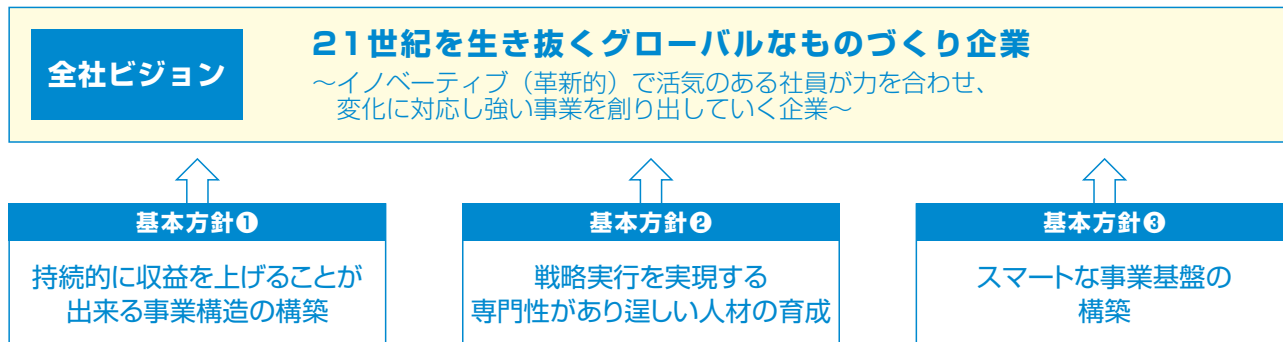 全社ビジョン
21世紀を生き抜くグローバルなものづくり企業
～イノベーティブ（革新的）で活気のある社員が力を合わせ、
変化に対応し強い事業を創り出していく企業～
基本方針❶
持続的に収益を上げることが
出来る事業構造の構築
基本方針❷
戦略実行を実現する
専門性があり逞しい人材の育成
基本方針❸
スマートな事業基盤の
構築